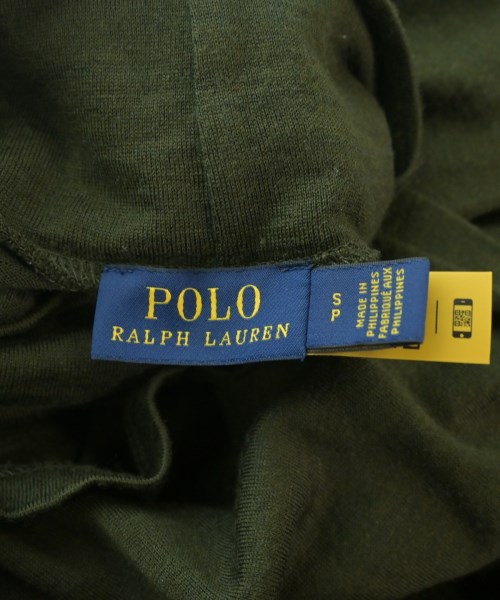 POLO
RALPH LAUREN
S
P
MADE IN
PHILIPPINES
FABRIQUÉ AUX
PHILIPPINES